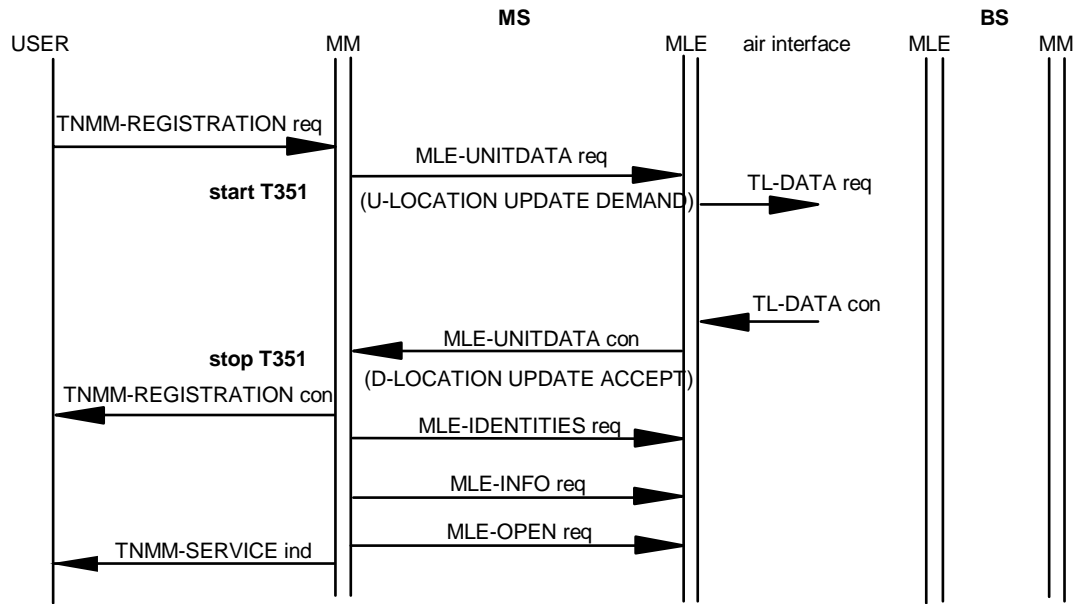 MS BS
USER MM MLE air interface MLE MM
TNMM-REGISTRATION req
MLE-UNITDATA req
start T351
(U-LOCATION UPDATE DEMAND)
TL-DATA req
TL-DATA con
MLE-UNITDATA con
stop T351
(D-LOCATION UPDATE ACCEPT)
TNMM-REGISTRATION con
MLE-IDENTITIES req
MLE-INFO req
MLE-OPEN req
TNMM-SERVICE ind